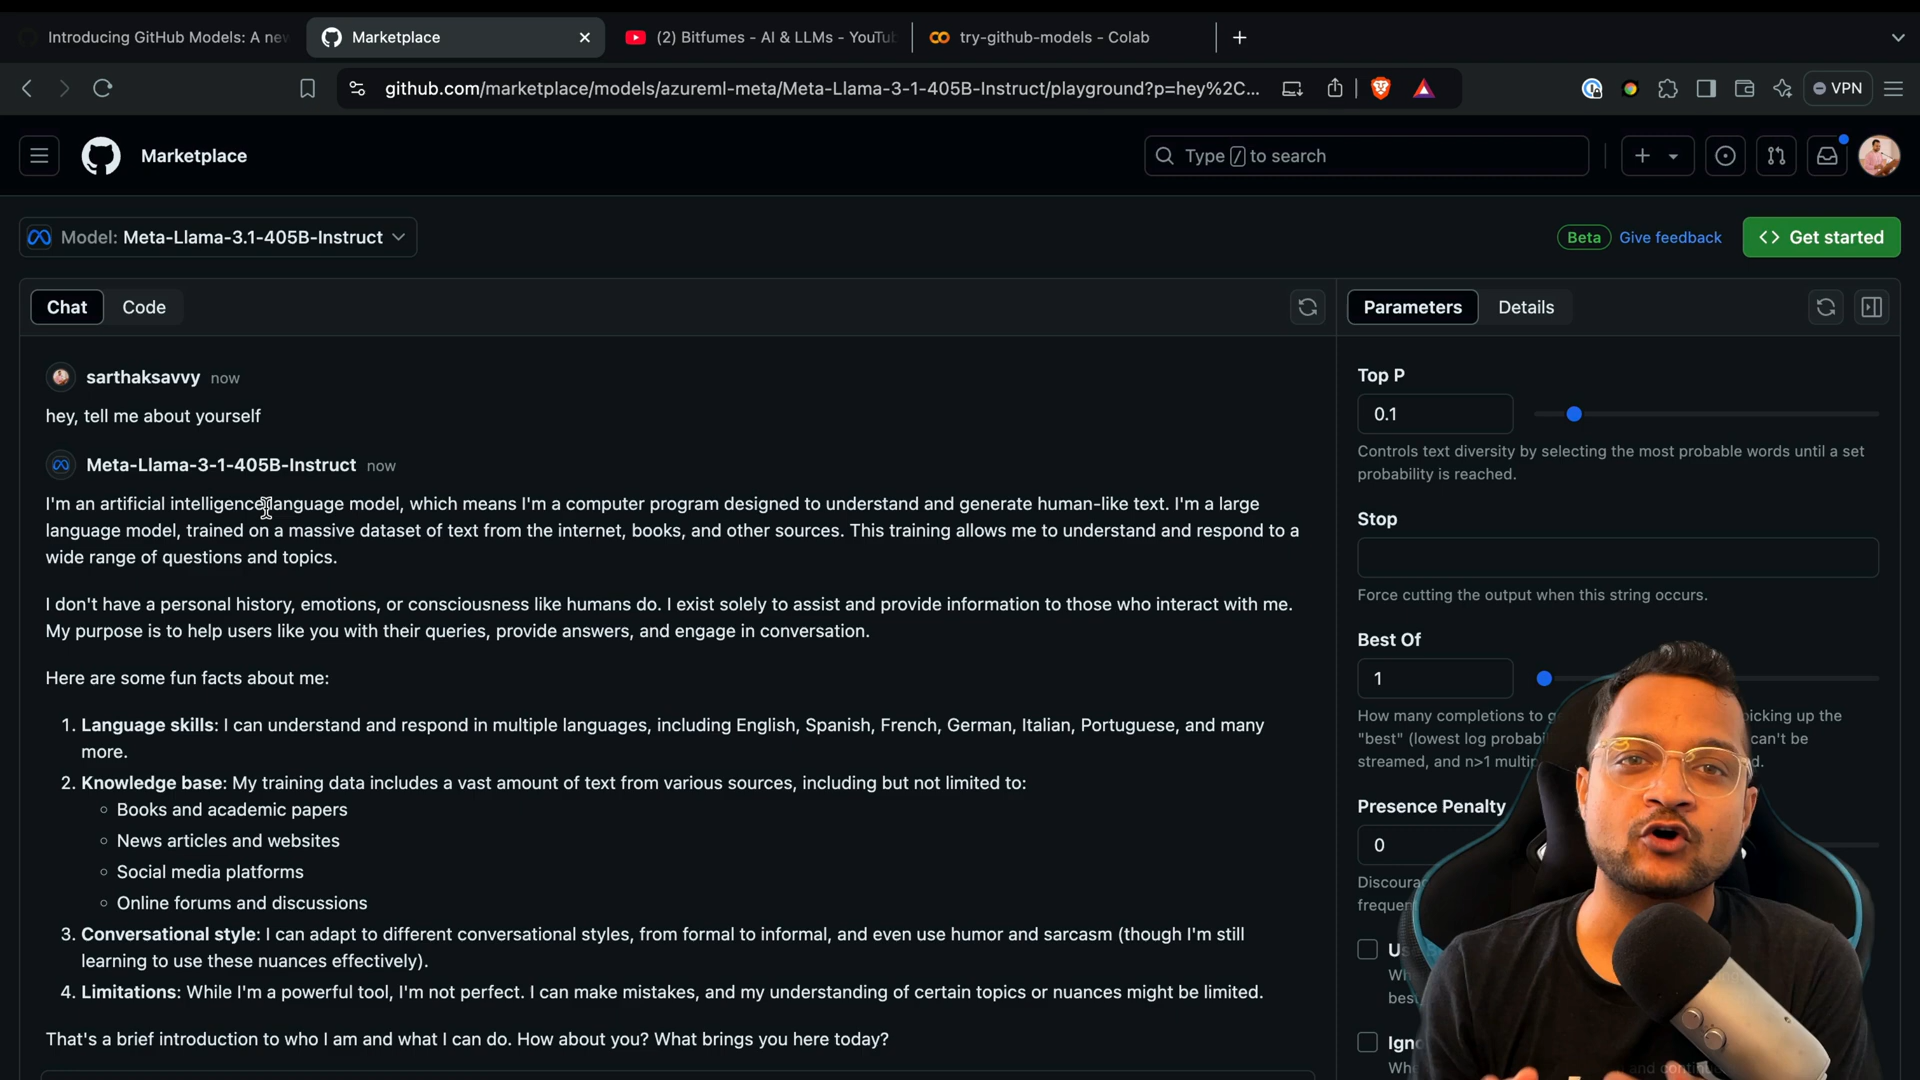 Introducing GitHub Models: A new
Marketplace
(2) Bitfumes - AI & LLMs - YouTu
try-github-models - Colab
github.com/marketplace/models/azureml-meta/Meta-Llama-3-1-405B-Instruct/playground?p=hey%2C...
VPN
Marketplace
Type / to search
Model: Meta-Llama-3.1-405B-Instruct
Beta
Give feedback
Get started
Chat
Code
Parameters
Details
sarthaksavvy now
hey, tell me about yourself
Meta-Llama-3-1-405B-Instruct now
I'm an artificial intelligence language model, which means I'm a computer program designed to understand and generate human-like text. I'm a large
language model, trained on a massive dataset of text from the internet, books, and other sources. This training allows me to understand and respond to a
wide range of questions and topics.
I don't have a personal history, emotions, or consciousness like humans do. I exist solely to assist and provide information to those who interact with me.
My purpose is to help users like you with their queries, provide answers, and engage in conversation.
Here are some fun facts about me:
1. Language skills: I can understand and respond in multiple languages, including English, Spanish, French, German, Italian, Portuguese, and many
more.
2. Knowledge base: My training data includes a vast amount of text from various sources, including but not limited to:
Books and academic papers
News articles and websites
Social media platforms
Online forums and discussions
3. Conversational style: I can adapt to different conversational styles, from formal to informal, and even use humor and sarcasm (though I'm still
learning to use these nuances effectively).
4. Limitations: While I'm a powerful tool, I'm not perfect. I can make mistakes, and my understanding of certain topics or nuances might be limited.
That's a brief introduction to who I am and what I can do. How about you? What brings you here today?
Top P
0.1
Controls text diversity by selecting the most probable words until a set
probability is reached.
Stop
Force cutting the output when this string occurs.
Best Of
1
How many completions to picking up the
"best" (lowest log can't be
streamed, and n>1
Presence Penalty
0